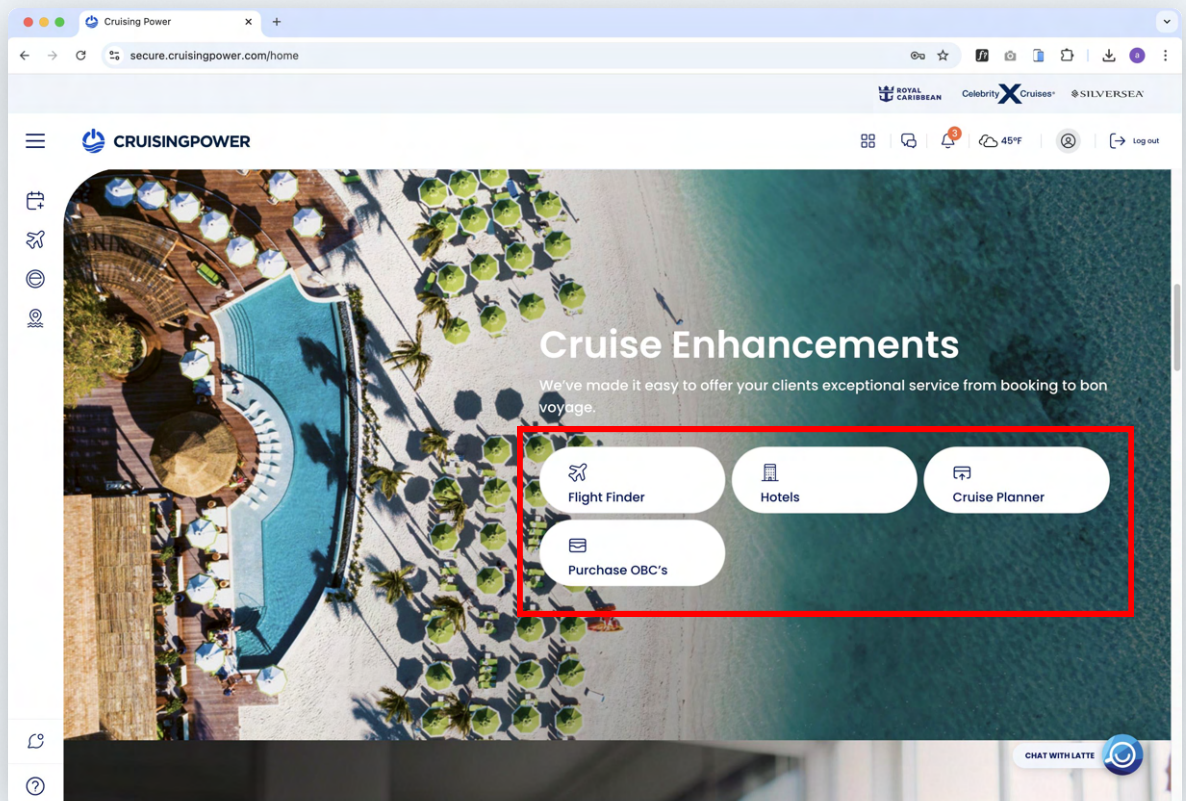 Cruising Power
secure.cruisingpower.com/home
a
ROYAL
CARIBBEAN
Celebrity X Cruises®
SILVERSEA
CRUISINGPOWER
3
45°F
Log out
Cruise Enhancements
We've made it easy to offer your clients exceptional service from booking to bon
voyage.
Flight Finder
Hotels
Cruise Planner
Purchase OBC's
CHAT WITH LATTE